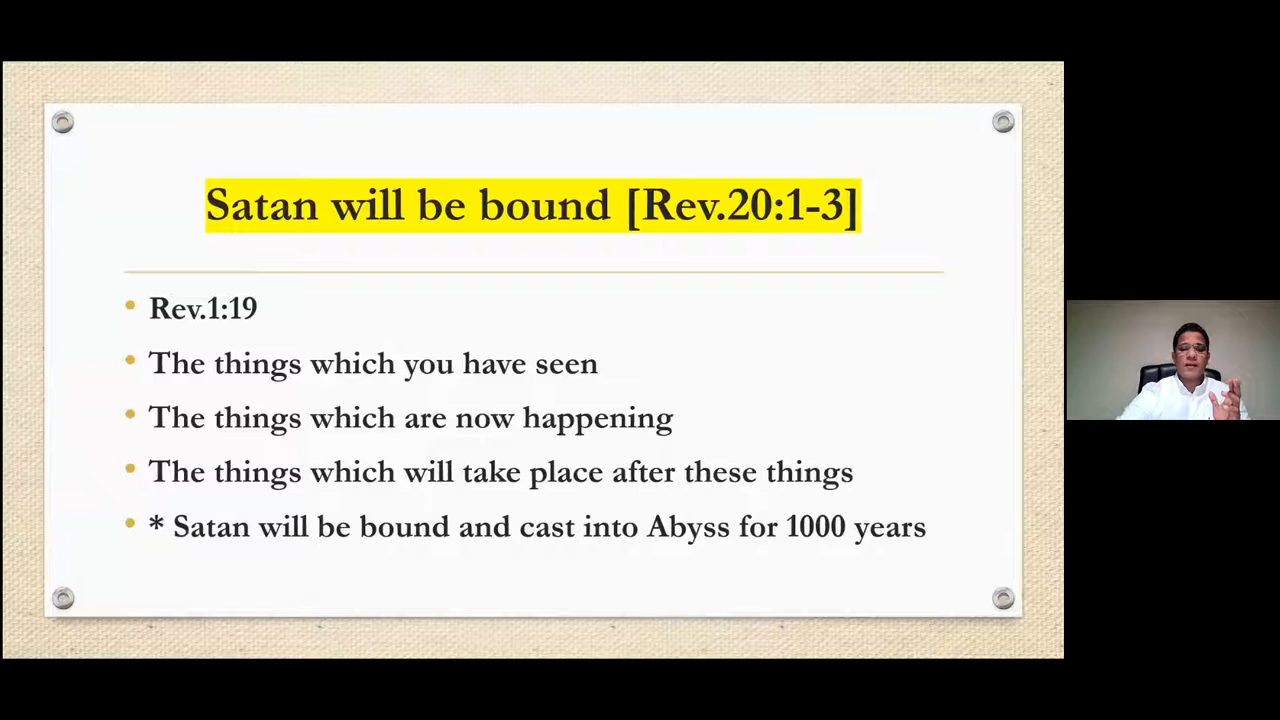 Satan will be bound [Rev.20:1-3]
• Rev.1:19
• The things which you have seen
• The things which are now happening
• The things which will take place after these things
• * Satan will be bound and cast into Abyss for 1000 years